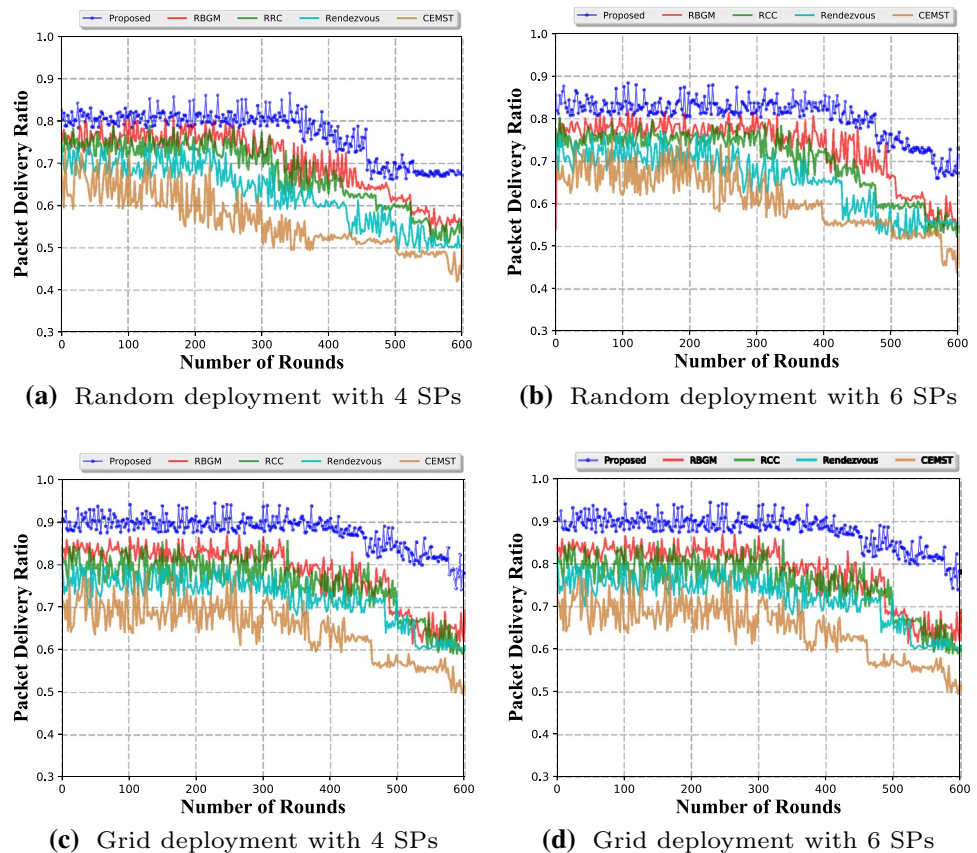 Proposed RBGM RRC Rendezvous CEMST
1.0
0.9
0.8
0.7
0.6
0.5
0.4
0.3
Packet Delivery Ratio
0 100 200 300 400 500 600
Number of Rounds
(a) Random deployment with 4 SPs
Proposed RBGM RCC Rendezvous CEMST
1.0
0.9
0.8
0.7
0.6
0.5
0.4
0.3
Packet Delivery Ratio
0 100 200 300 400 500 600
Number of Rounds
(b) Random deployment with 6 SPs
Proposed RBGM RCC Rendezvous CEMST
1.0
0.9
0.8
0.7
0.6
0.5
0.4
0.3
Packet Delivery Ratio
0 100 200 300 400 500 600
Number of Rounds
(c) Grid deployment with 4 SPs
Proposed RBGM RCC Rendezvous CEMST
1.0
0.9
0.8
0.7
0.6
0.5
0.4
0.3
Packet Delivery Ratio
0 100 200 300 400 500 600
Number of Rounds
(d) Grid deployment with 6 SPs